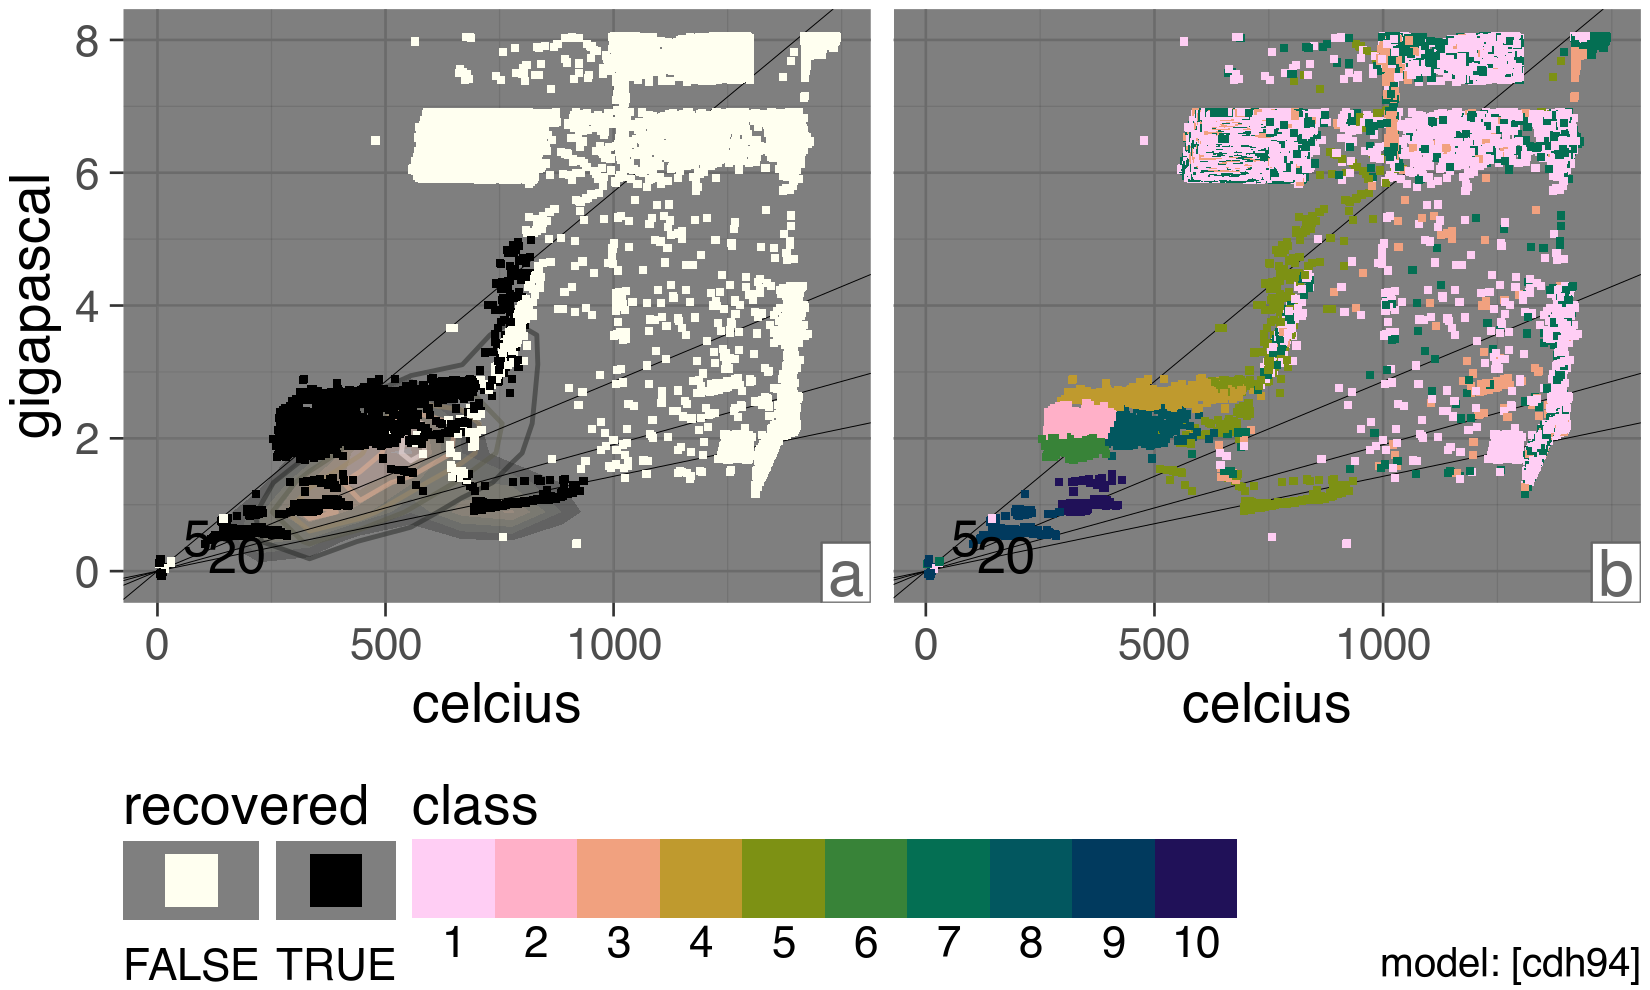 gigapascal
8
6
4
2
0
5
20
a
5
20
b
0 500 1000
0 500 1000
celcius
celcius
recovered class
FALSE TRUE
1 2 3 4 5 6 7 8 9 10
model: [cdh94]